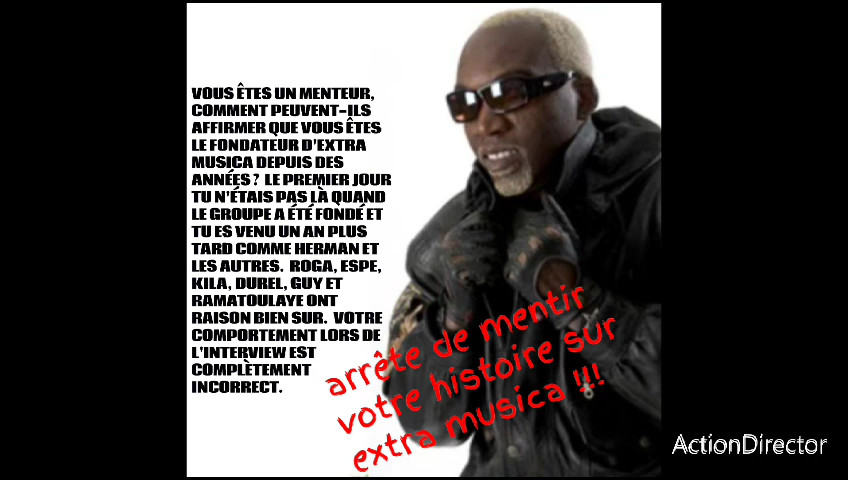 VOUS ÊTES UN MENTEUR,
COMMENT PEUVENT-ILS
AFFIRMER QUE VOUS ÊTES
LE FONDATEUR D'EXTRA
MUSICA DEPUIS DES
ANNÉES ? LE PREMIER JOUR
TU N'ÉTAIS PAS LÀ QUAND
LE GROUPE A ÉTÉ FONDÉ ET
TU ES VENU UN AN PLUS
TARD COMME HERMAN ET
LES AUTRES. ROGA, ESPE,
KILA, DUREL, GUY ET
RAMATOULAYE ONT
RAISON BIEN SUR. VOTRE
COMPORTEMENT LORS DE
L'INTERVIEW EST
COMPLÈTEMENT
INCORRECT.
arrête de mentir
votre histoire sur
extra musica !!!
ActionDirector